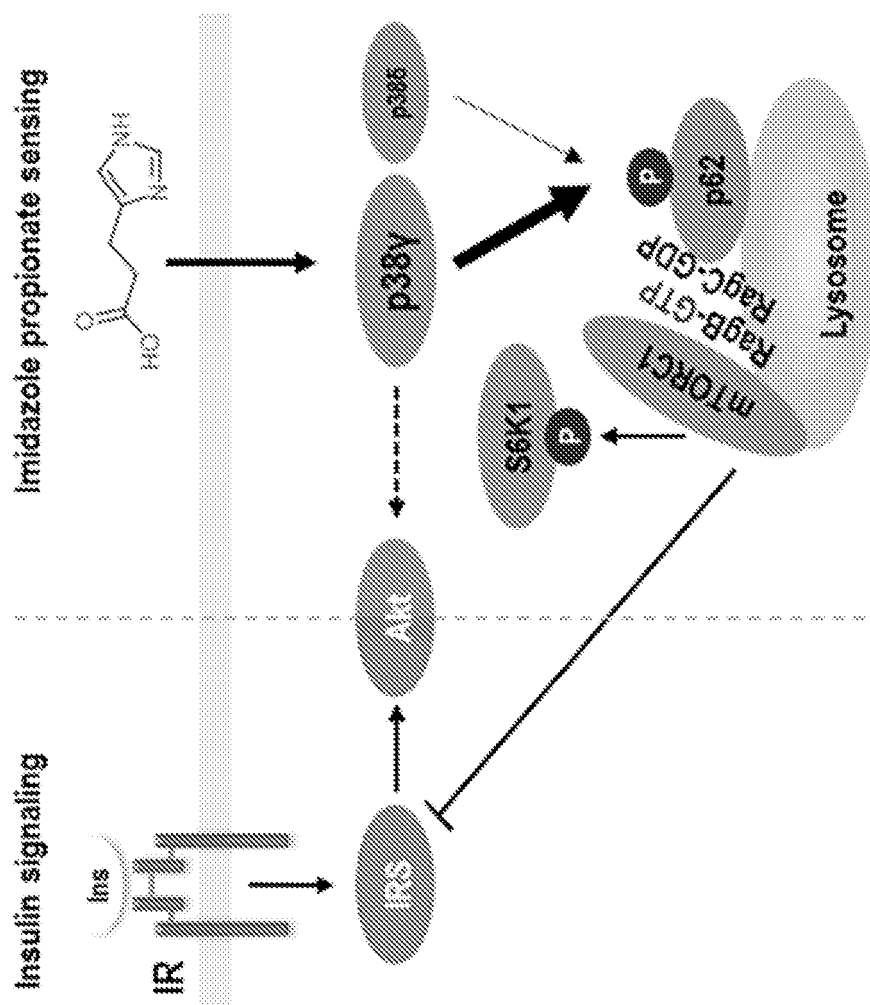 Insulin signaling
Imidazole propionate sensing
Ins
IR
O
HO
N
NH
IRS
Akt
p38γ
p38δ
S6K1
P
P
p62
mTORC1
RagB-GTP
RagC-GDP
Lysosome